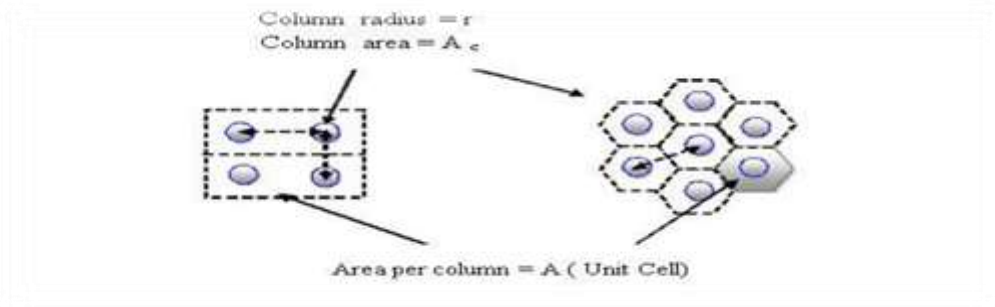 Column radius = r
Column area = A c
Area per column = A ( Unit Cell)